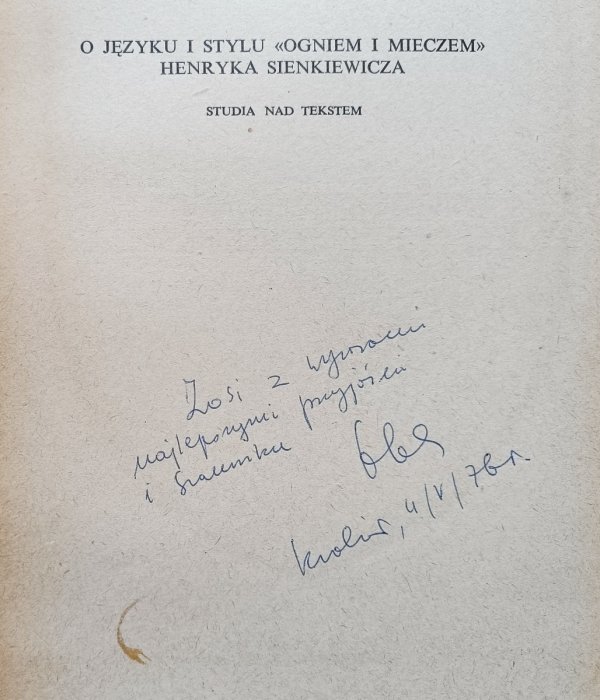 O JĘZYKU I STYLU «OGNIEM I MIECZEM»
HENRYKA SIENKIEWICZA
STUDIA NAD TEKSTEM
Zosi z wyrazami
najlepszymi przyjaźni
i szacunku
Kraków, 4/V/76 r.